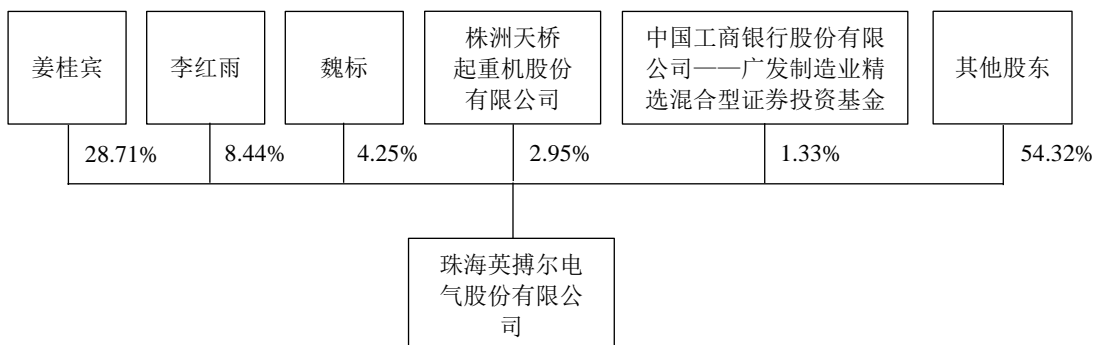 姜桂宾
李红雨
魏标
株洲天桥
起重机股份
有限公司
中国工商银行股份有限
公司——广发制造业精
选混合型证券投资基金
其他股东
28.71%
8.44%
4.25%
2.95%
1.33%
54.32%
珠海英搏尔电
气股份有限公
司